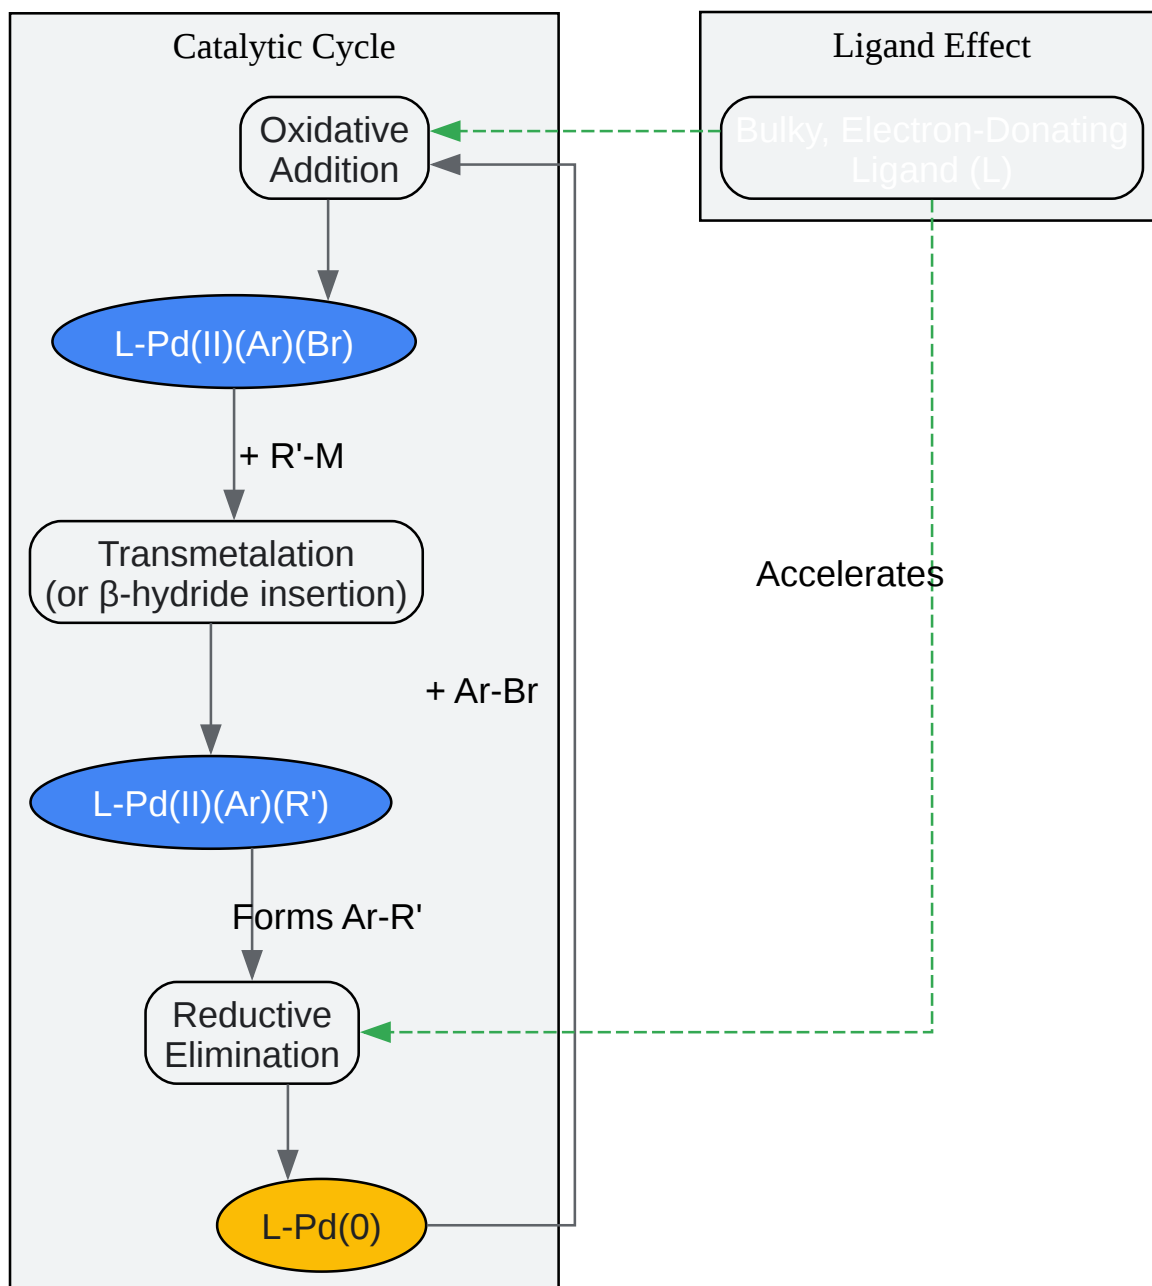 Catalytic Cycle
Oxidative
Addition
L-Pd(II)(Ar)(Br)
+ R'-M
Transmetalation
(or β-hydride insertion)
+ Ar-Br
L-Pd(II)(Ar)(R')
Forms Ar-R'
Reductive
Elimination
L-Pd(0)
Ligand Effect
Bulky, Electron-Donating
Ligand (L)
Accelerates